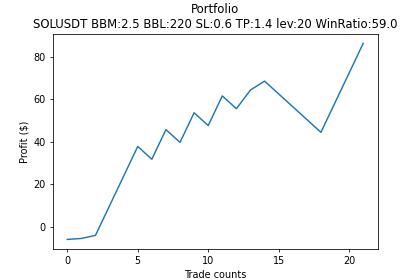 Portfolio
SOLUSDT BBM:2.5 BBL:220 SL:0.6 TP:1.4 lev:20 WinRatio:59.0
80
60
40
20
0
Profit ($)
0 5 10 15 20
Trade counts